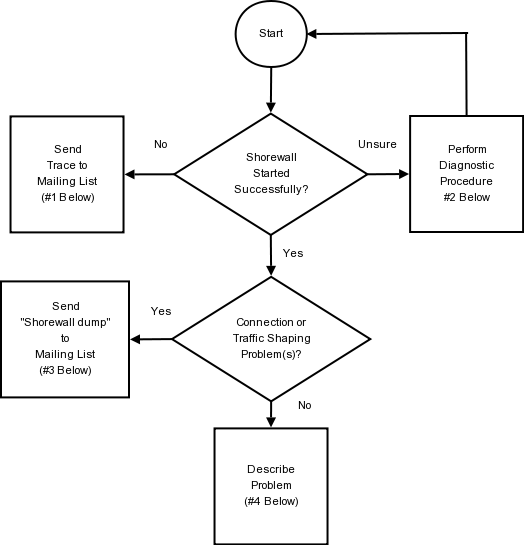 Start
No
Unsure
Send
Trace to
Mailing List
(#1 Below)
Shorewall
Started
Successfully?
Perform
Diagnostic
Procedure
#2 Below
Yes
Send
"Shorewall dump"
to
Mailing List
(#3 Below)
Yes
Connection or
Traffic Shaping
Problem(s)?
No
Describe
Problem
(#4 Below)